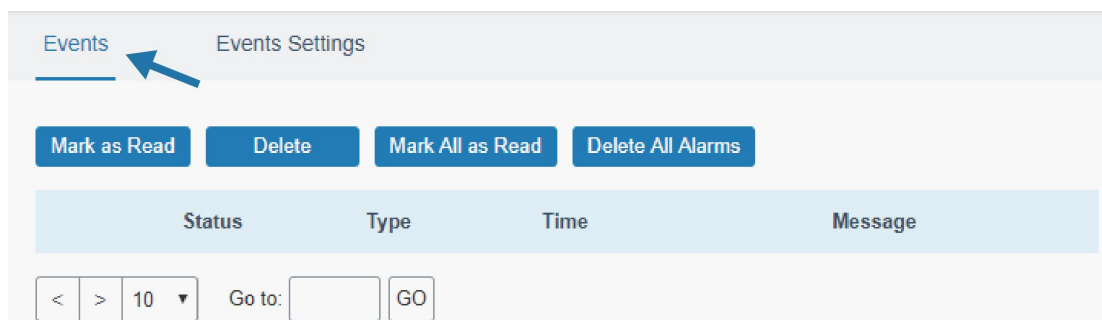 Events Events Settings
Mark as Read Delete Mark All as Read Delete All Alarms
Status Type Time Message
< > 10 ▼ Go to: GO